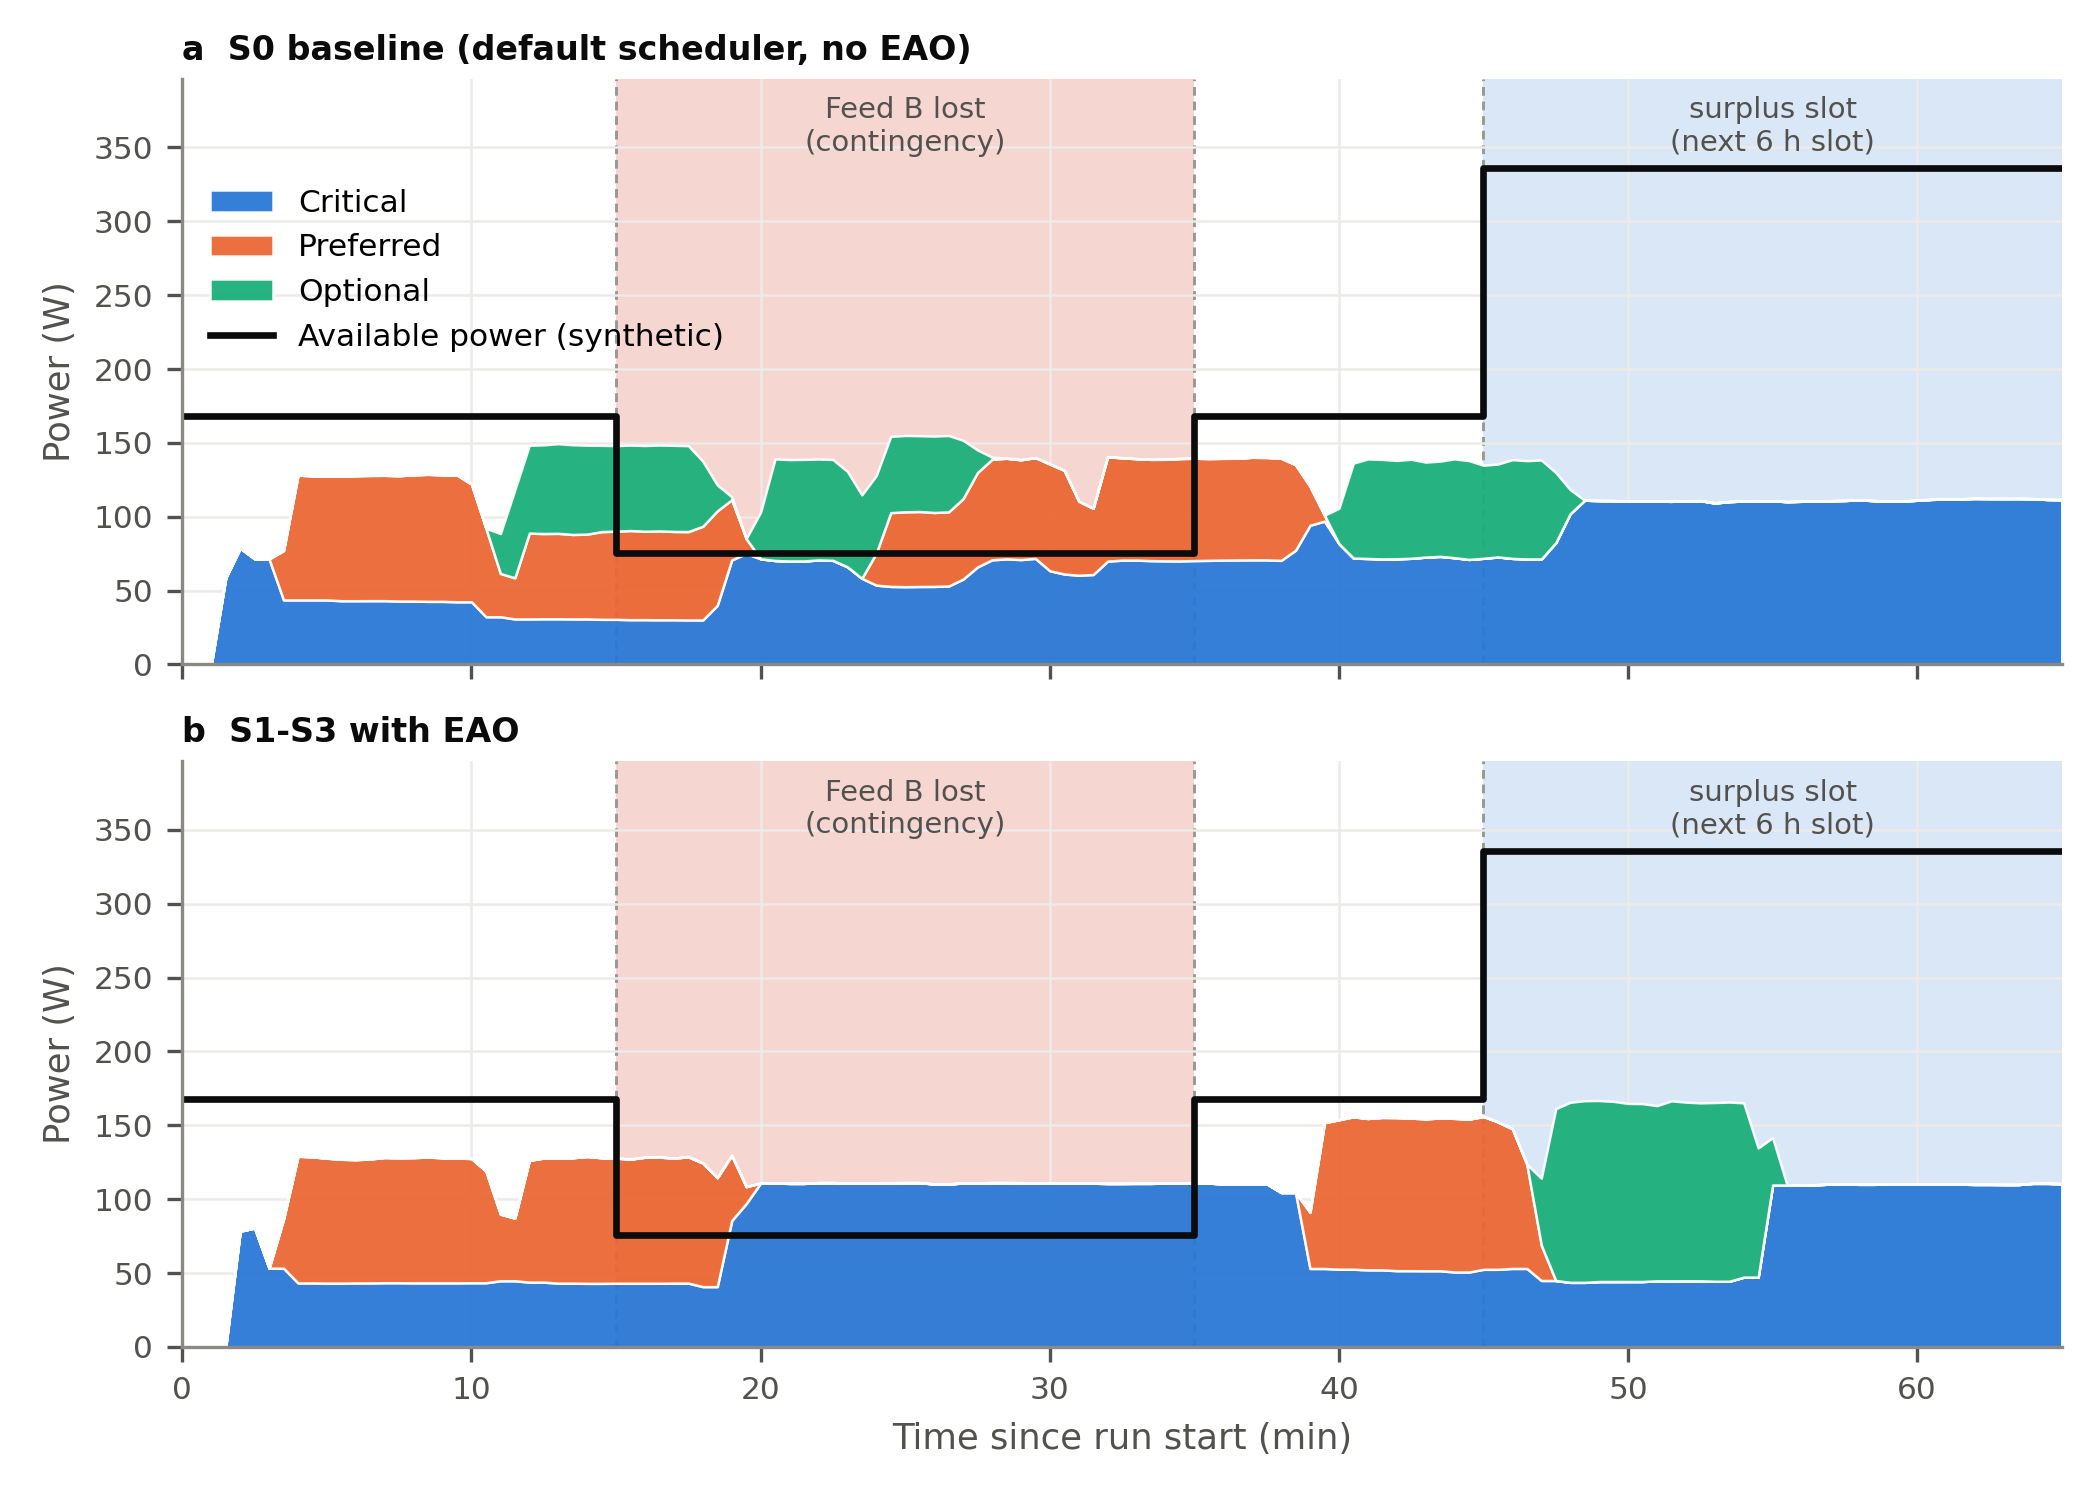 a  S0 baseline (default scheduler, no EAO)
Feed B lost
(contingency)
surplus slot
(next 6 h slot)
Critical
Preferred
Optional
Available power (synthetic)
Power (W)
350
300
250
200
150
100
50
0
b  S1-S3 with EAO
Feed B lost
(contingency)
surplus slot
(next 6 h slot)
Power (W)
350
300
250
200
150
100
50
0
0 10 20 30 40 50 60
Time since run start (min)